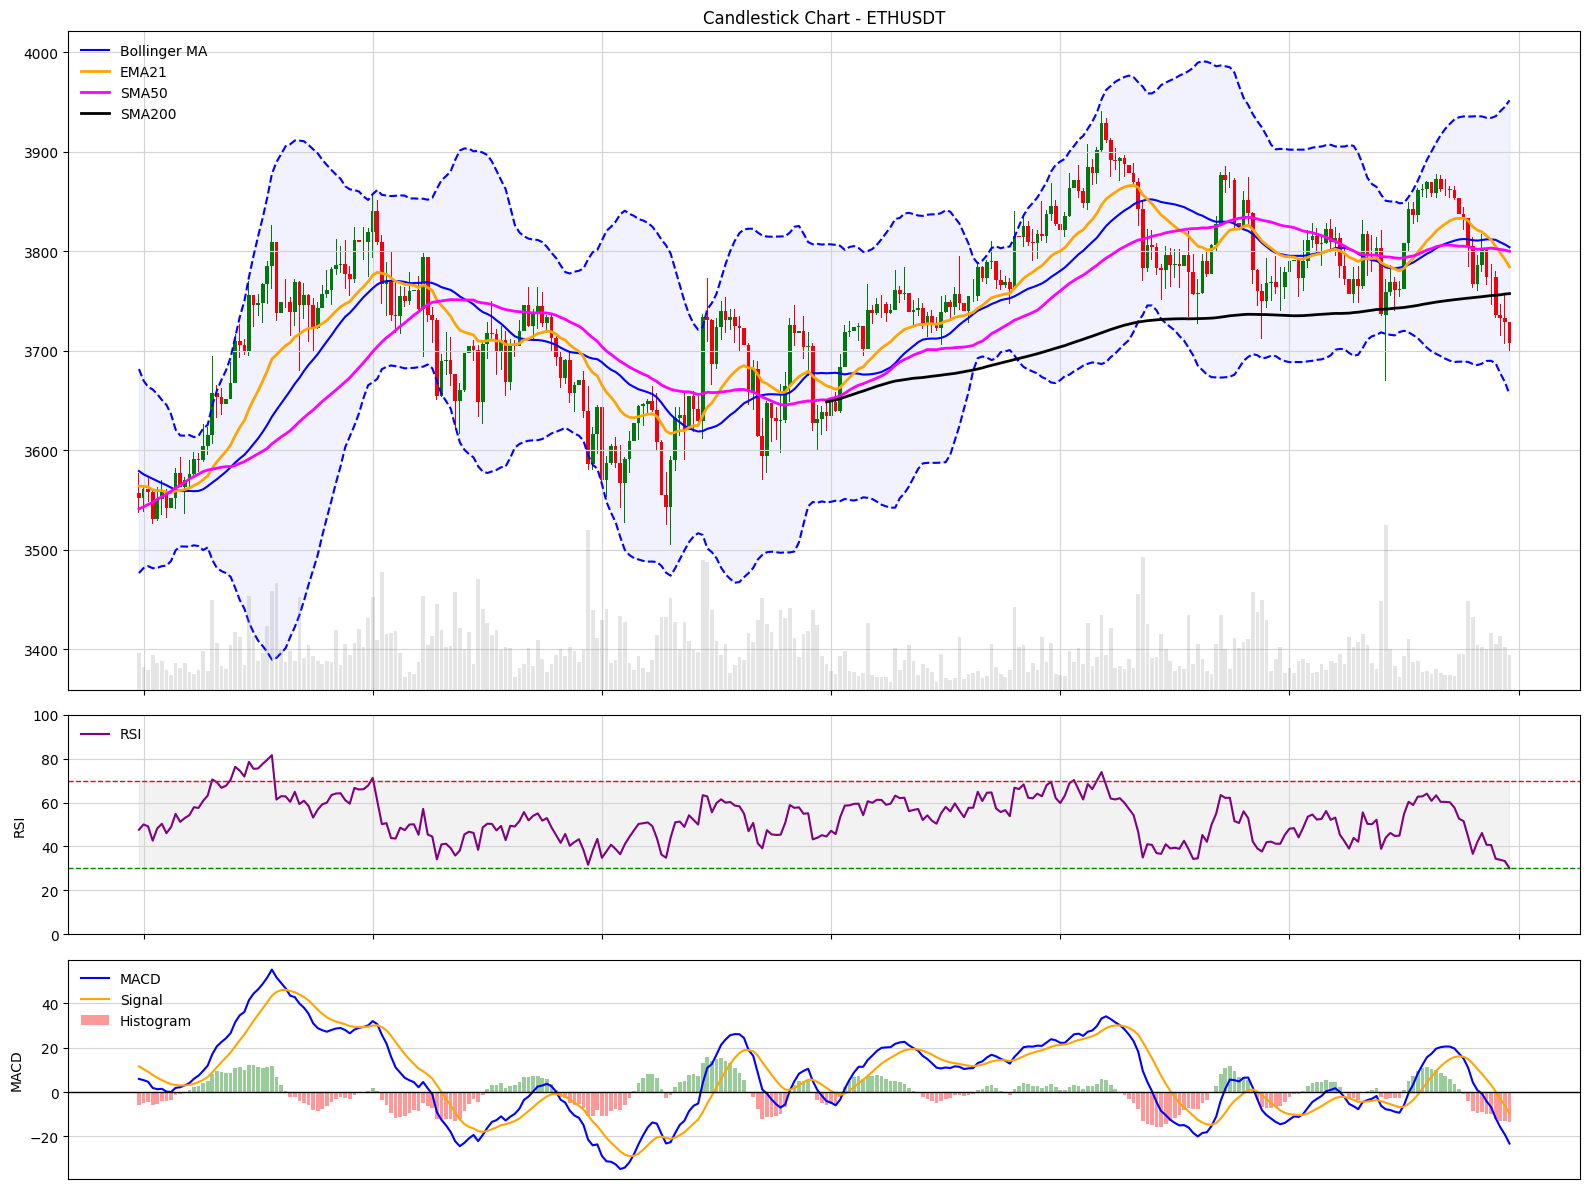 Candlestick Chart - ETHUSDT
4000
3900
3800
3700
3600
3500
3400
Bollinger MA
EMA21
SMA50
SMA200
100
80
60
40
20
0
RSI
RSI
40
20
0
−20
MACD
MACD
Signal
Histogram